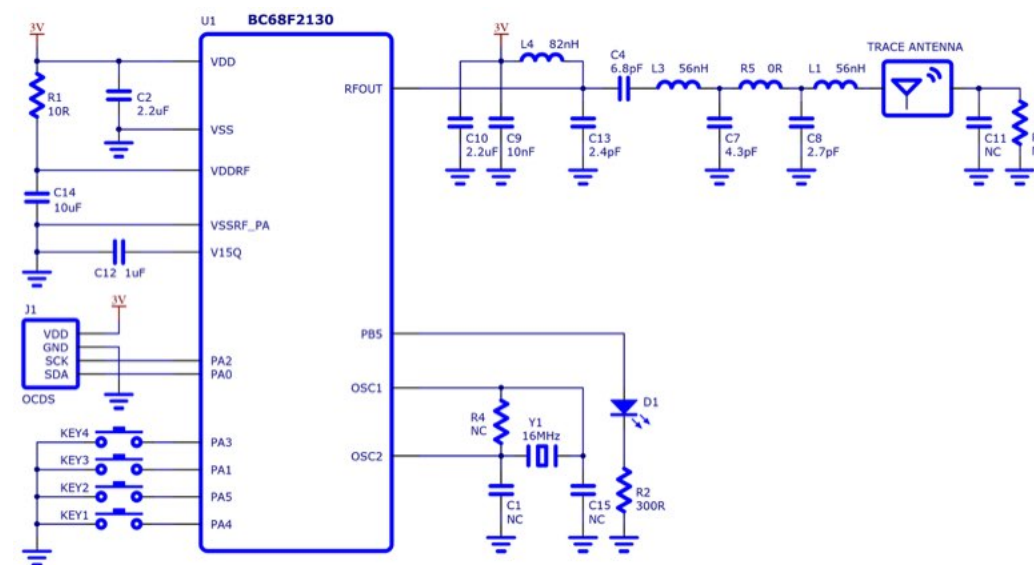 U1 BC68F2130
3V
R1
10R
C2
2.2uF
C14
10uF
C12 1uF
VDD
VSS
VDDRF
VSSRF_PA
V15Q
RFOUT
3V
L4 82nH
C10
2.2uF
C9
10nF
C13
2.4pF
C4
6.8pF
L3 56nH
C7
4.3pF
R5 0R
C8
2.7pF
L1 56nH
TRACE ANTENNA
C11
NC
J1
VDD
GND
SCK
SDA
OCDS
3V
PA2
PA0
KEY4
KEY3
KEY2
KEY1
PA3
PA1
PA5
PA4
PB5
OSC1
OSC2
R4
NC
Y1
16MHz
C1
NC
C15
NC
D1
R2
300R